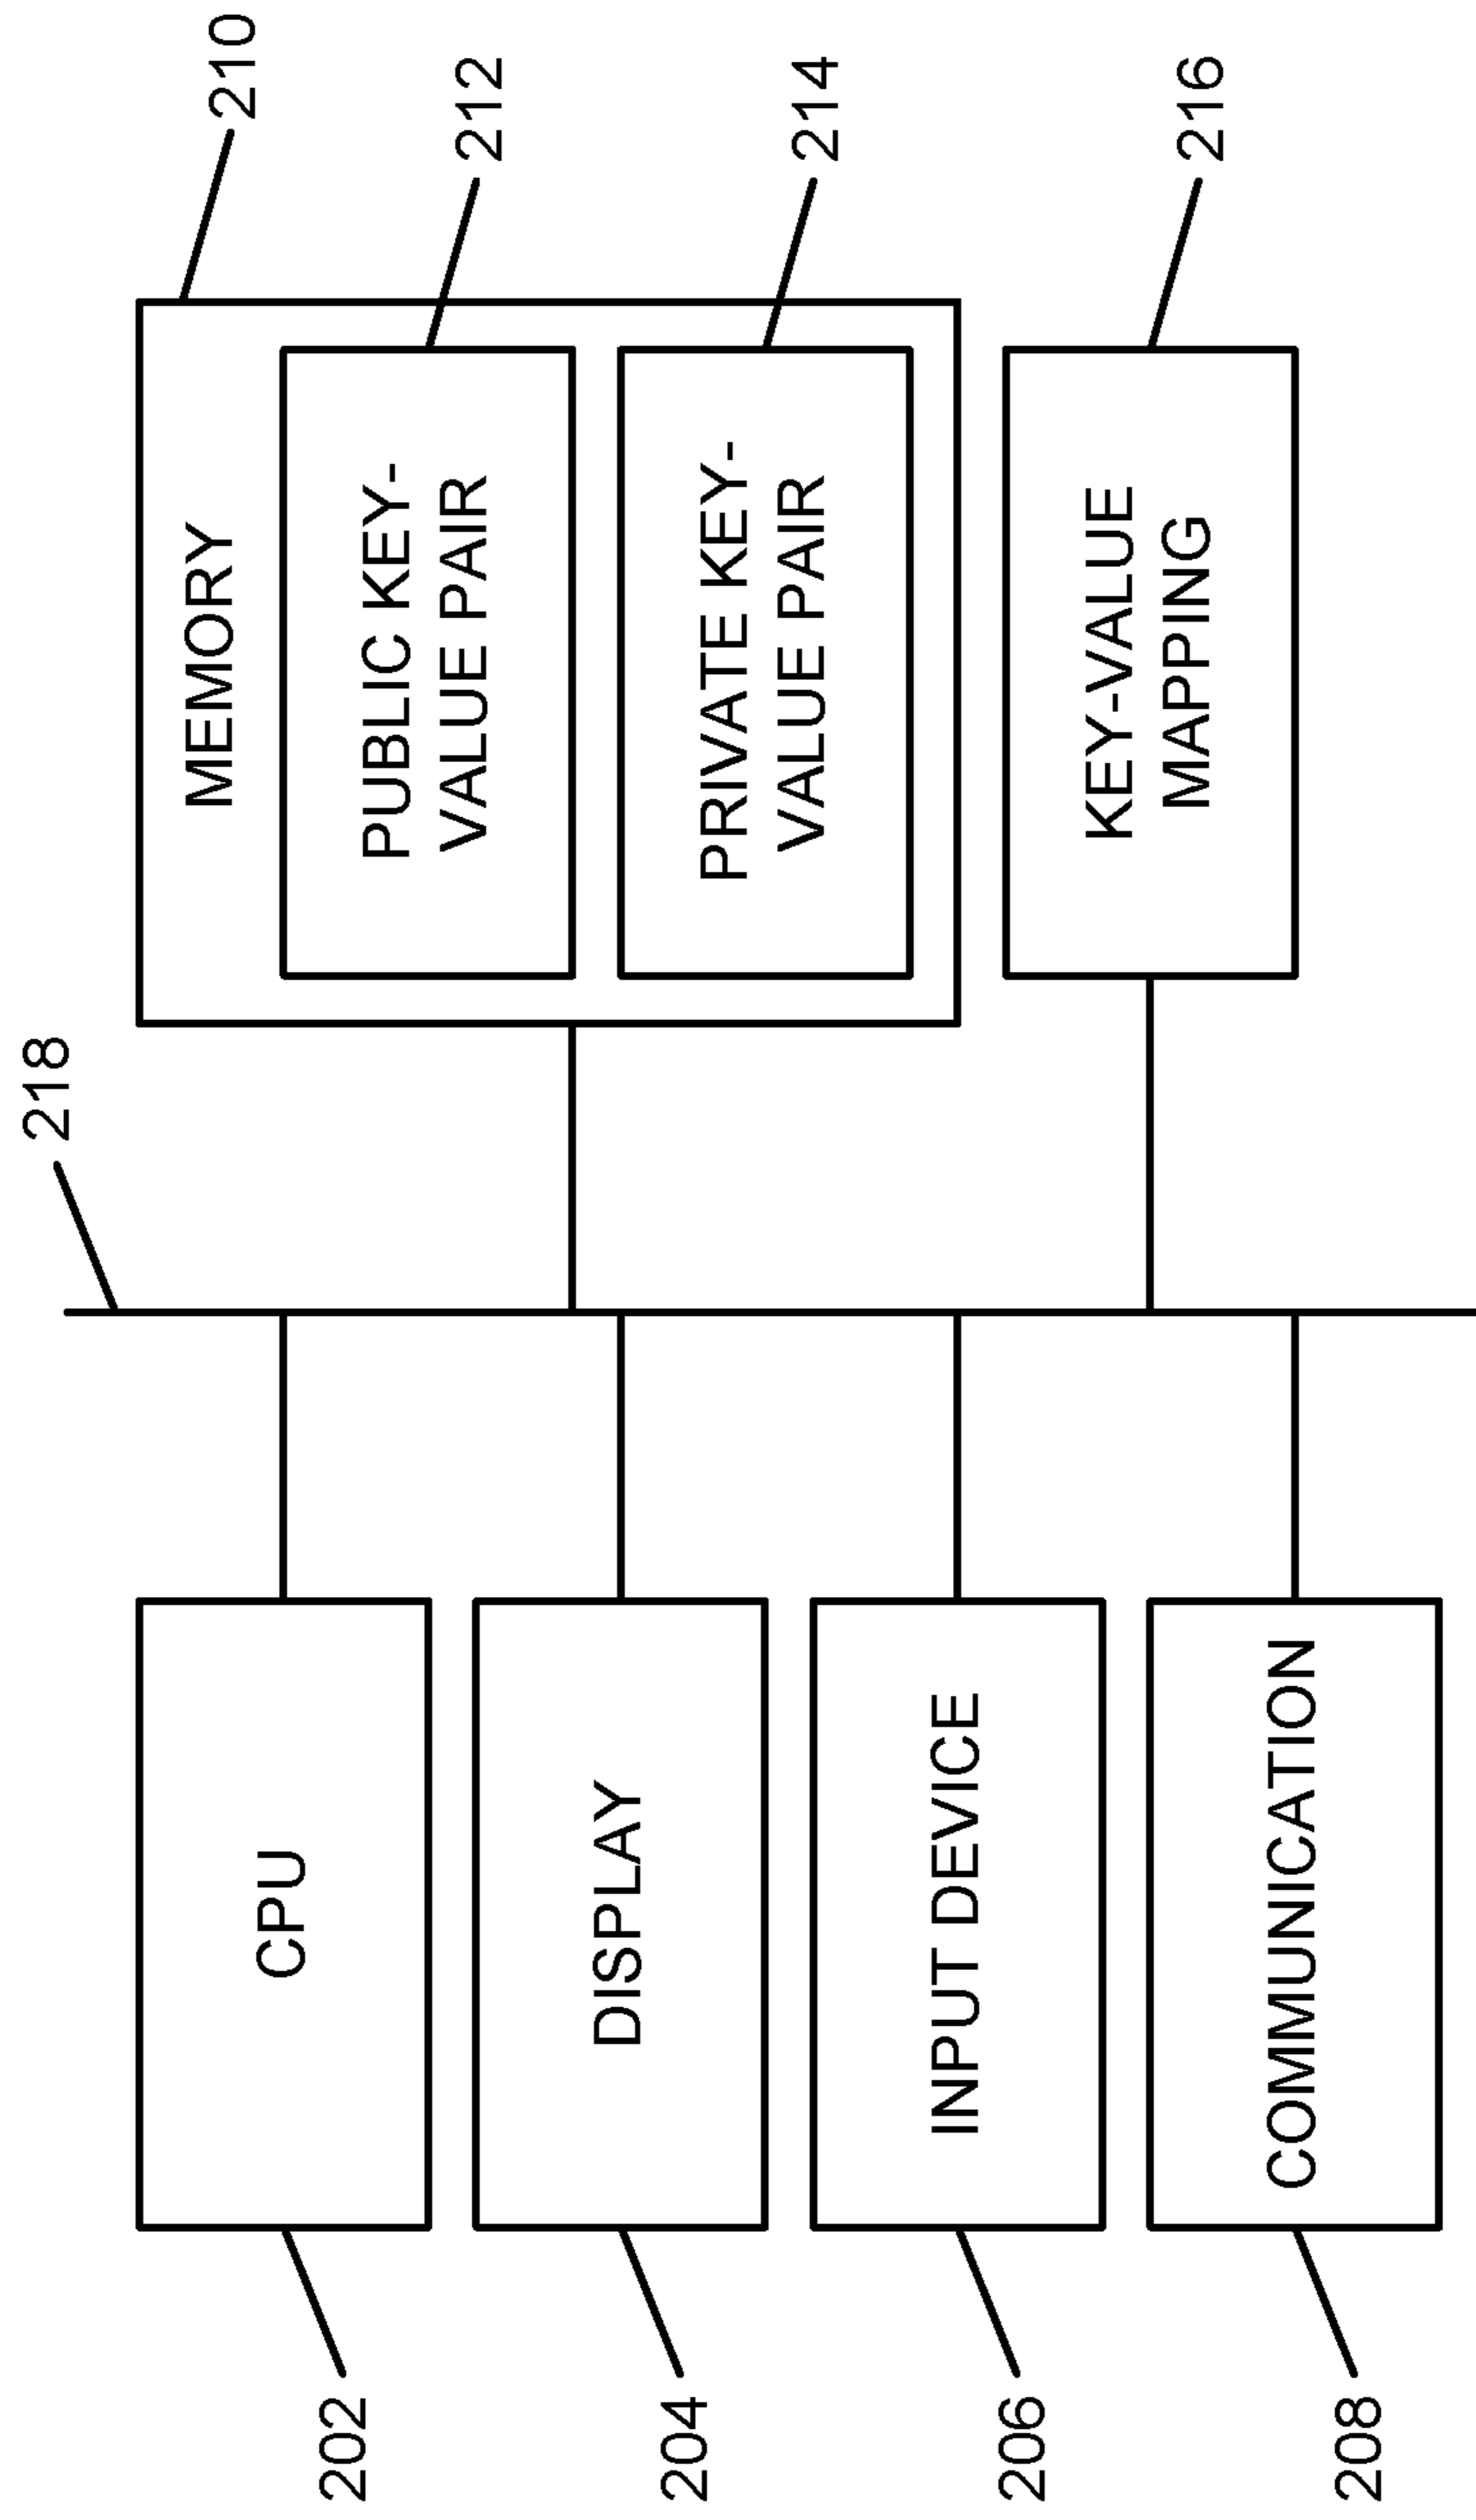 218
202
CPU
204
DISPLAY
206
INPUT DEVICE
208
COMMUNICATION
210
MEMORY
212
PUBLIC KEY-
VALUE PAIR
214
PRIVATE KEY-
VALUE PAIR
216
KEY-VALUE
MAPPING